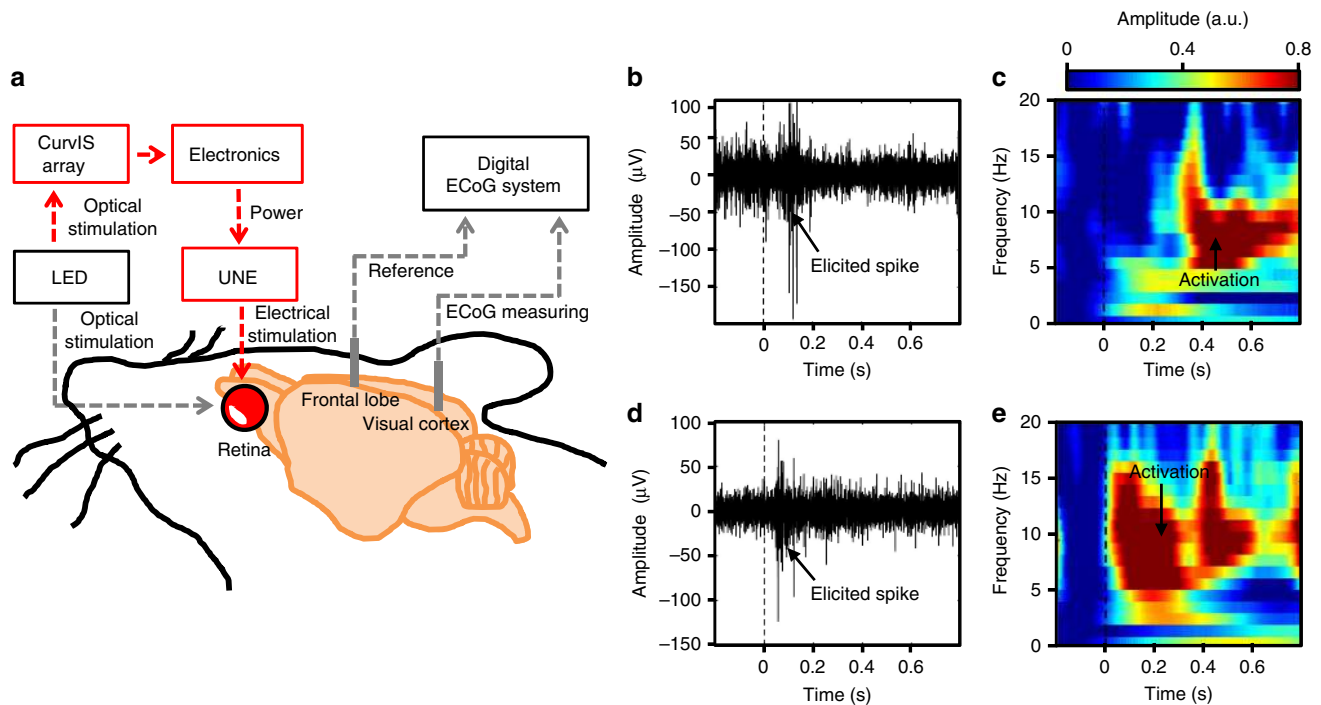 a
CurvIS
array
Electronics
Digital
ECoG system
Optical
stimulation
Power
LED
UNE
Reference
Optical
stimulation
Electrical
stimulation
ECoG measuring
Frontal lobe
Visual cortex
Retina
b
100
50
0
−50
−100
−150
Amplitude (µV)
Elicited spike
0 0.2 0.4 0.6
Time (s)
Amplitude (a.u.)
0 0.4 0.8
c
20
15
10
5
0
Frequency (Hz)
Activation
0 0.2 0.4 0.6
Time (s)
d
100
50
0
−50
−100
−150
Amplitude (µV)
Elicited spike
0 0.2 0.4 0.6
Time (s)
e
20
15
10
5
0
Frequency (Hz)
Activation
0 0.2 0.4 0.6
Time (s)